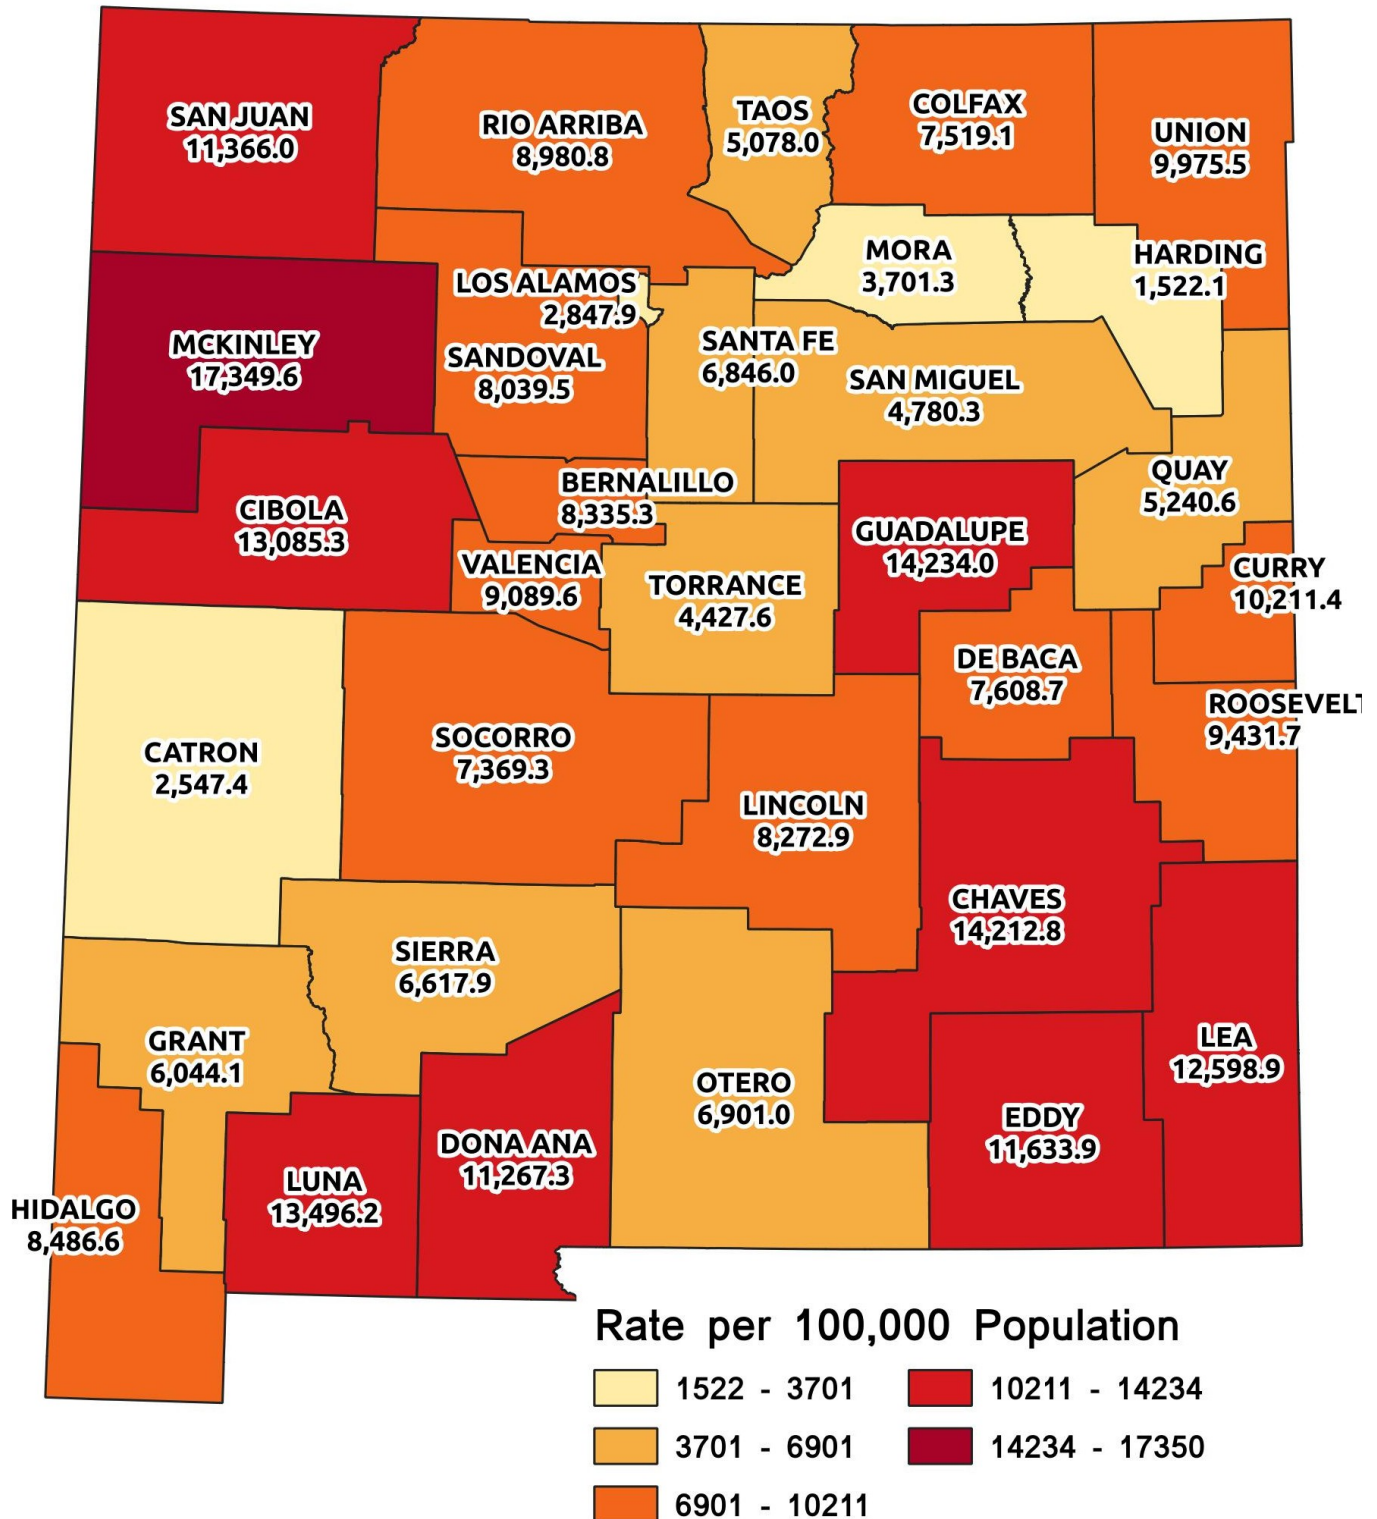 SAN JUAN
11,366.0
RIO ARRIBA
8,980.8
TAOS
5,078.0
COLFAX
7,519.1
UNION
9,975.5
MORA
3,701.3
HARDING
1,522.1
LOS ALAMOS
2,847.9
MCKINLEY
17,349.6
SANDOVAL
8,039.5
SANTA FE
6,846.0
SAN MIGUEL
4,780.3
QUAY
5,240.6
BERNALILLO
8,335.3
CIBOLA
13,085.3
GUADALUPE
14,234.0
VALENCIA
9,089.6
TORRANCE
4,427.6
CURRY
10,211.4
DE BACA
7,608.7
ROOSEVELT
9,431.7
CATRON
2,547.4
SOCORRO
7,369.3
LINCOLN
8,272.9
CHAVES
14,212.8
SIERRA
6,617.9
GRANT
6,044.1
LEA
12,598.9
OTERO
6,901.0
EDDY
11,633.9
DONA ANA
11,267.3
LUNA
13,496.2
HIDALGO
8,486.6
Rate per 100,000 Population
1522 - 3701
3701 - 6901
6901 - 10211
10211 - 14234
14234 - 17350